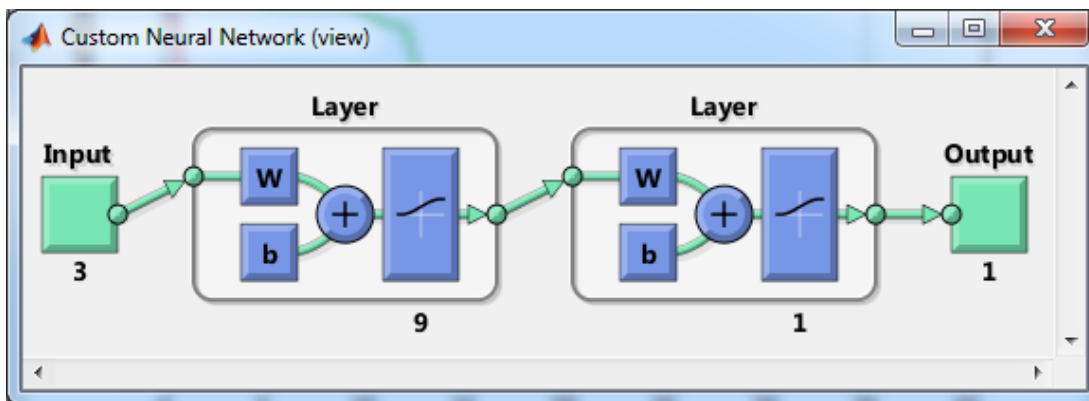 Custom Neural Network (view)
Layer Layer
Input Output
W W
+ +
b b
3 1
9 1